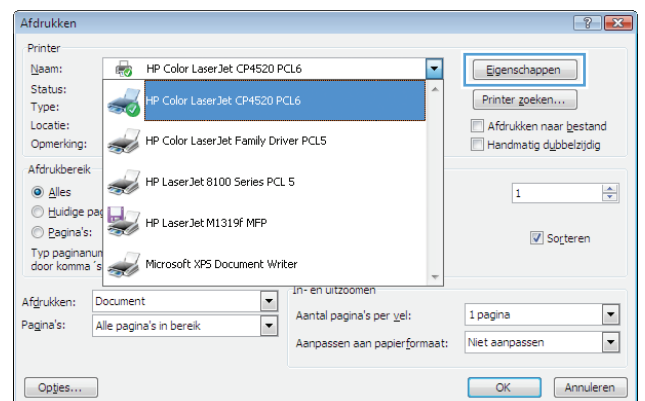 Afdrukken
Printer
Naam: HP Color LaserJet CP4520 PCL6 Eigenschappen
Status:
HP Color LaserJet CP4520 PCL6 Printer zoeken...
Type:
Locatie: Afdrukken naar bestand
Opmerking: HP Color LaserJet Family Driver PCL5 Handmatig dubbelzijdig
Afdrukbereik
Alles HP LaserJet 8100 Series PCL 5 1
Huidige pag
HP LaserJet M1319f MFP
Pagina's: Sorteren
Typ paginanum
door komma 's Microsoft XPS Document Writer
In- en uitzoomen
Afdrukken: Document
Aantal pagina's per vel: 1 pagina
Pagina's: Alle pagina's in bereik
Aanpassen aan papierformaat: Niet aanpassen
Opties... OK Annuleren